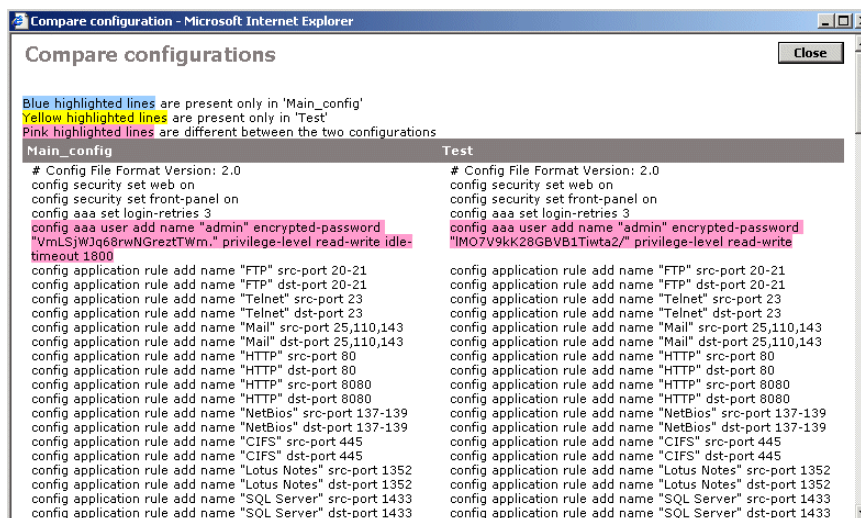 Compare configuration - Microsoft Internet Explorer
Compare configurations
Close
Blue highlighted lines are present only in 'Main_config'
Yellow highlighted lines are present only in 'Test'
Pink highlighted lines are different between the two configurations
Main_config Test
# Config File Format Version: 2.0 # Config File Format Version: 2.0
config security set web on config security set web on
config security set front-panel on config security set front-panel on
config aaa set login-retries 3 config aaa set login-retries 3
config aaa user add name "admin" encrypted-password config aaa user add name "admin" encrypted-password
"VmLSjWJq68rwNGreztTWm." privilege-level read-write idle- "lMO7V9kK28GBVB1Tiwta2/" privilege-level read-write
timeout 1800
config application rule add name "FTP" src-port 20-21 config application rule add name "FTP" src-port 20-21
config application rule add name "FTP" dst-port 20-21 config application rule add name "FTP" dst-port 20-21
config application rule add name "Telnet" src-port 23 config application rule add name "Telnet" src-port 23
config application rule add name "Telnet" dst-port 23 config application rule add name "Telnet" dst-port 23
config application rule add name "Mail" src-port 25,110,143 config application rule add name "Mail" src-port 25,110,143
config application rule add name "Mail" dst-port 25,110,143 config application rule add name "Mail" dst-port 25,110,143
config application rule add name "HTTP" src-port 80 config application rule add name "HTTP" src-port 80
config application rule add name "HTTP" dst-port 80 config application rule add name "HTTP" dst-port 80
config application rule add name "HTTP" src-port 8080 config application rule add name "HTTP" src-port 8080
config application rule add name "HTTP" dst-port 8080 config application rule add name "HTTP" dst-port 8080
config application rule add name "NetBios" src-port 137-139 config application rule add name "NetBios" src-port 137-139
config application rule add name "NetBios" dst-port 137-139 config application rule add name "NetBios" dst-port 137-139
config application rule add name "CIFS" src-port 445 config application rule add name "CIFS" src-port 445
config application rule add name "CIFS" dst-port 445 config application rule add name "CIFS" dst-port 445
config application rule add name "Lotus Notes" src-port 1352 config application rule add name "Lotus Notes" src-port 1352
config application rule add name "Lotus Notes" dst-port 1352 config application rule add name "Lotus Notes" dst-port 1352
config application rule add name "SQL Server" src-port 1433 config application rule add name "SQL Server" src-port 1433
config application rule add name "SQL Server" dst-port 1433 config application rule add name "SQL Server" dst-port 1433